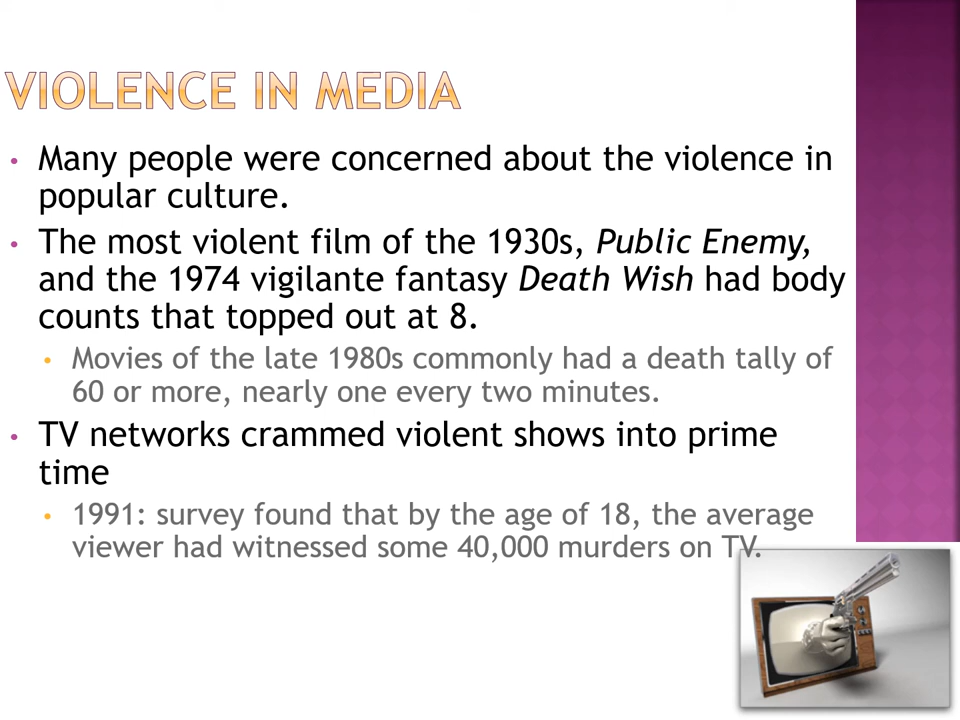 VIOLENCE IN MEDIA
• Many people were concerned about the violence in
popular culture.
• The most violent film of the 1930s, Public Enemy,
and the 1974 vigilante fantasy Death Wish had body
counts that topped out at 8.
• Movies of the late 1980s commonly had a death tally of
60 or more, nearly one every two minutes.
• TV networks crammed violent shows into prime
time
• 1991: survey found that by the age of 18, the average
viewer had witnessed some 40,000 murders on TV.